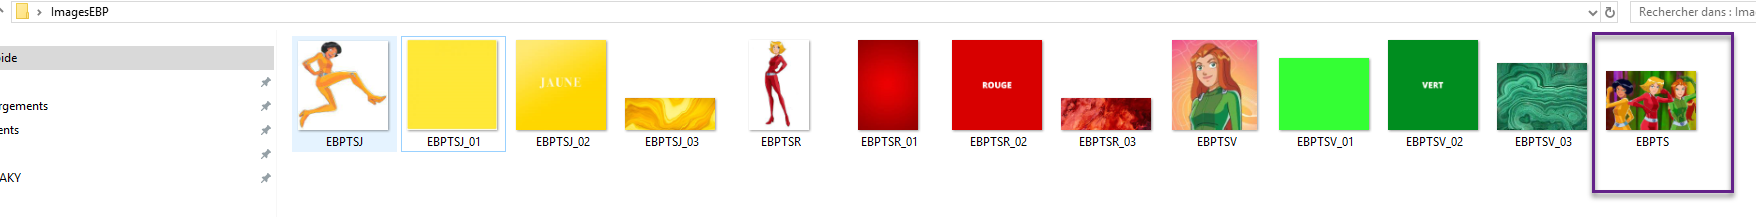 ImagesEBP
Rechercher dans : Ima
ide
rgements
ents
AKY
JAUNE
ROUGE
VERT
EBPTSJ
EBPTSJ_01
EBPTSJ_02
EBPTSJ_03
EBPTSR
EBPTSR_01
EBPTSR_02
EBPTSR_03
EBPTSV
EBPTSV_01
EBPTSV_02
EBPTSV_03
EBPTS